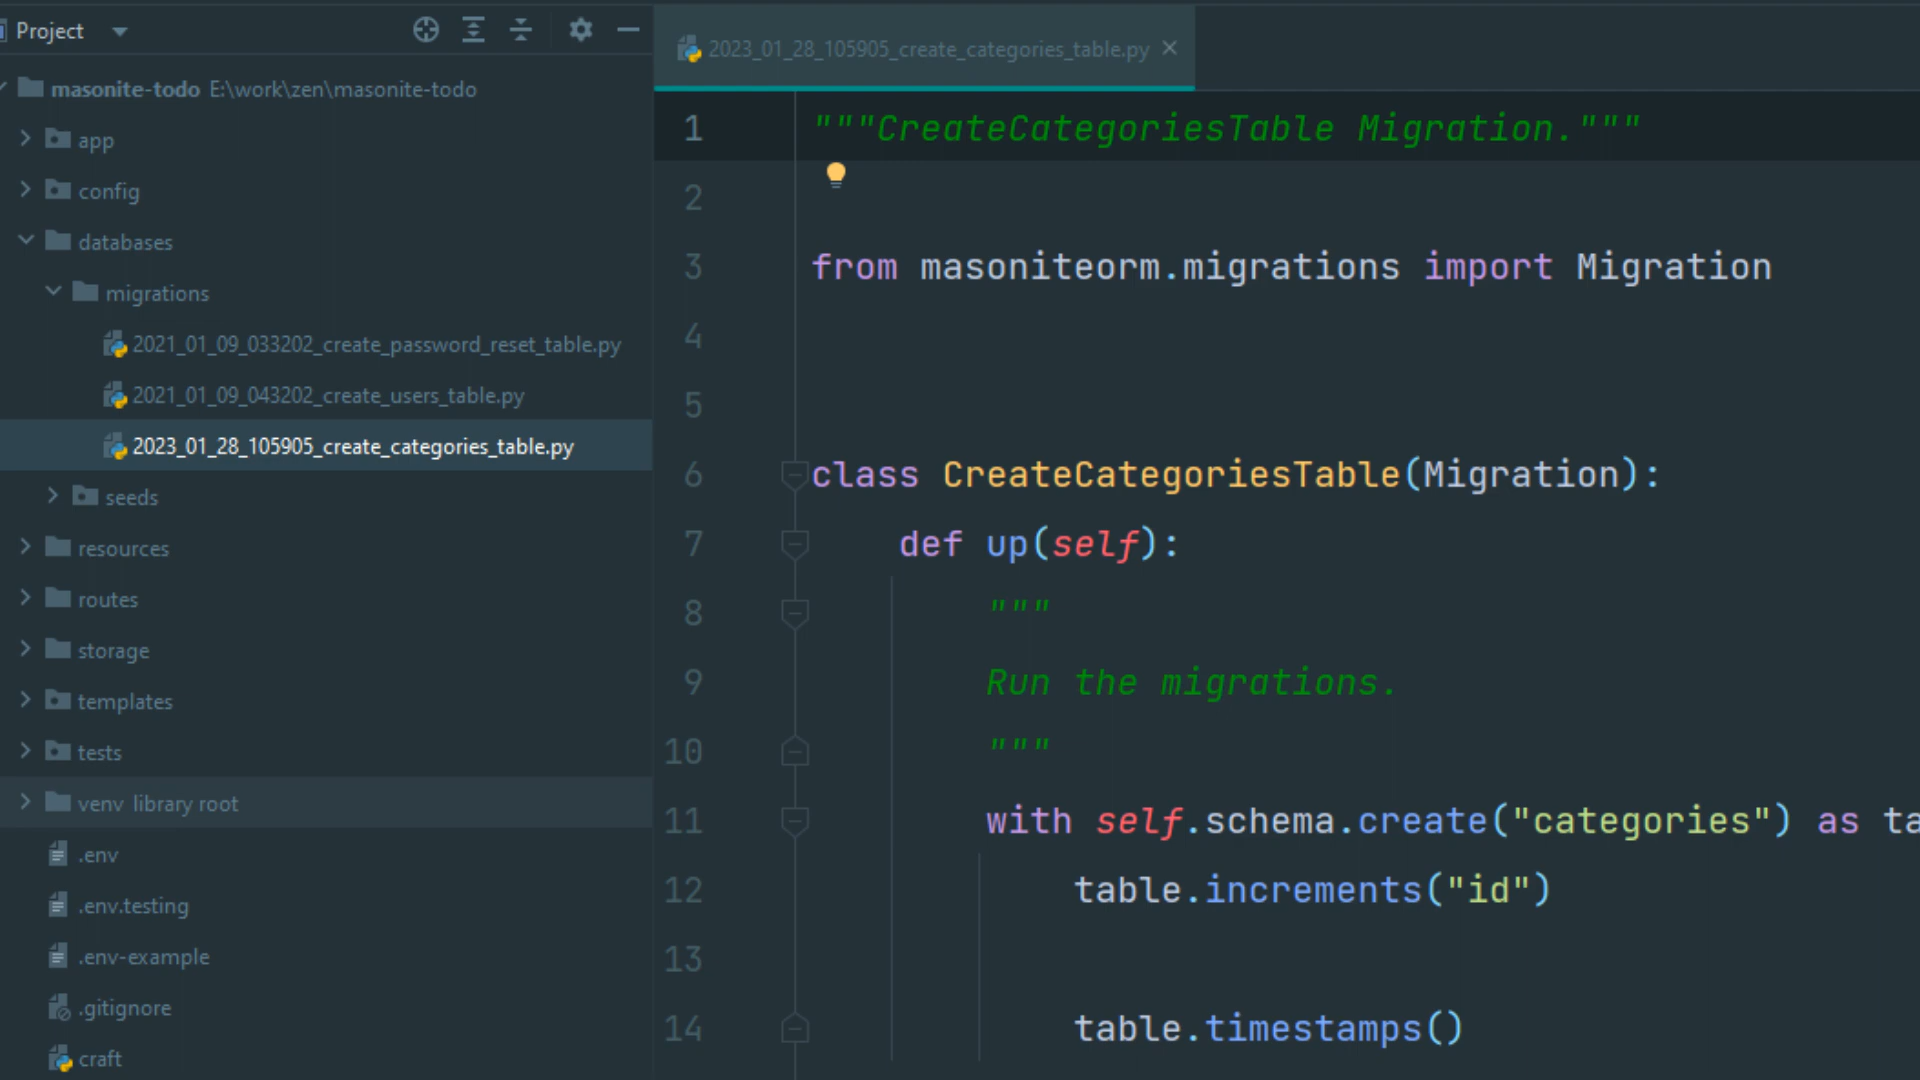 Project
masonite-todo E:\work\zen\masonite-todo
app
config
databases
migrations
2021_01_09_033202_create_password_reset_table.py
2021_01_09_043202_create_users_table.py
2023_01_28_105905_create_categories_table.py
seeds
resources
routes
storage
templates
tests
venv library root
.env
.env.testing
.env-example
.gitignore
craft
2023_01_28_105905_create_categories_table.py
1 """CreateCategoriesTable Migration."""
2
3 from masoniteorm.migrations import Migration
4
5
6 class CreateCategoriesTable(Migration):
7 def up(self):
8 """
9 Run the migrations.
10 """
11 with self.schema.create("categories") as ta
12 table.increments("id")
13
14 table.timestamps()